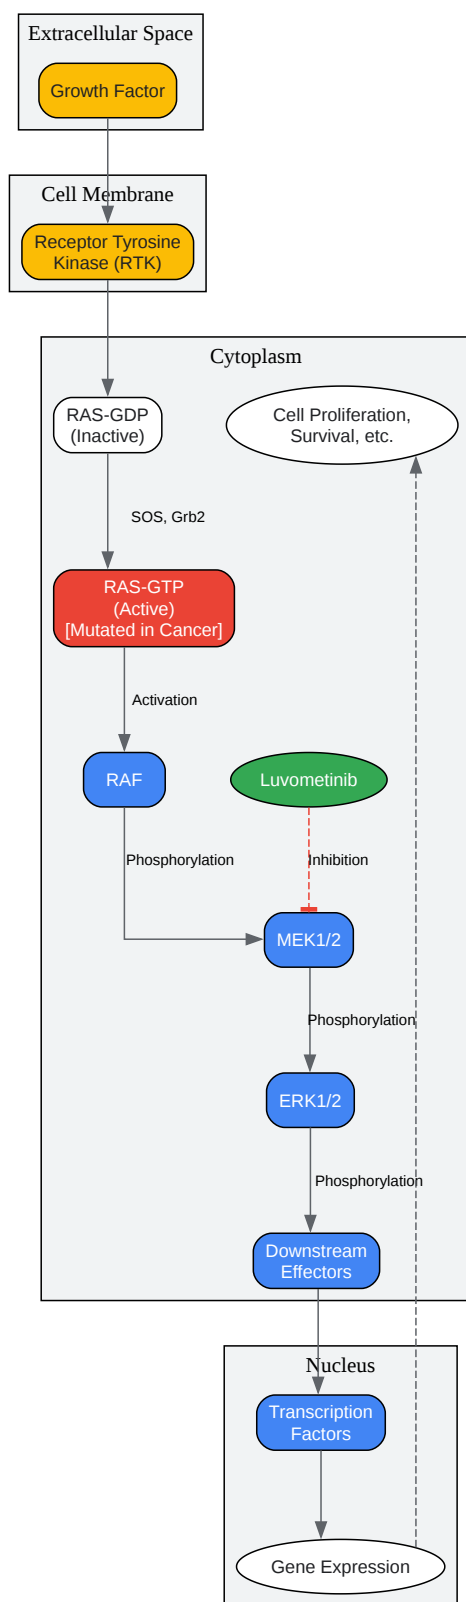 Extracellular Space
Growth Factor
Cell Membrane
Receptor Tyrosine
Kinase (RTK)
Cytoplasm
RAS-GDP
(Inactive)
Cell Proliferation,
Survival, etc.
SOS, Grb2
RAS-GTP
(Active)
[Mutated in Cancer]
Activation
RAF
Luvometinib
Phosphorylation
Inhibition
MEK1/2
Phosphorylation
ERK1/2
Phosphorylation
Downstream
Effectors
Nucleus
Transcription
Factors
Gene Expression